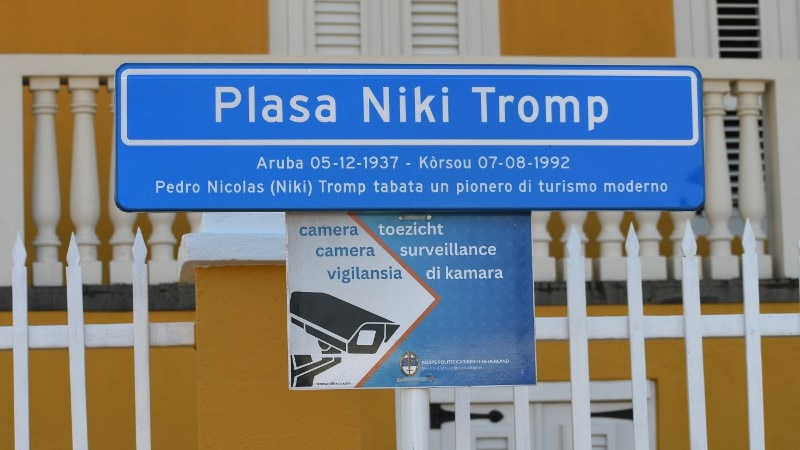 Plasa Niki Tromp
Aruba 05-12-1937 - Kòrsou 07-08-1992
Pedro Nicolas (Niki) Tromp tabata un pionero di turismo moderno
camera toezicht
camera surveillance
vigilansia di kamara